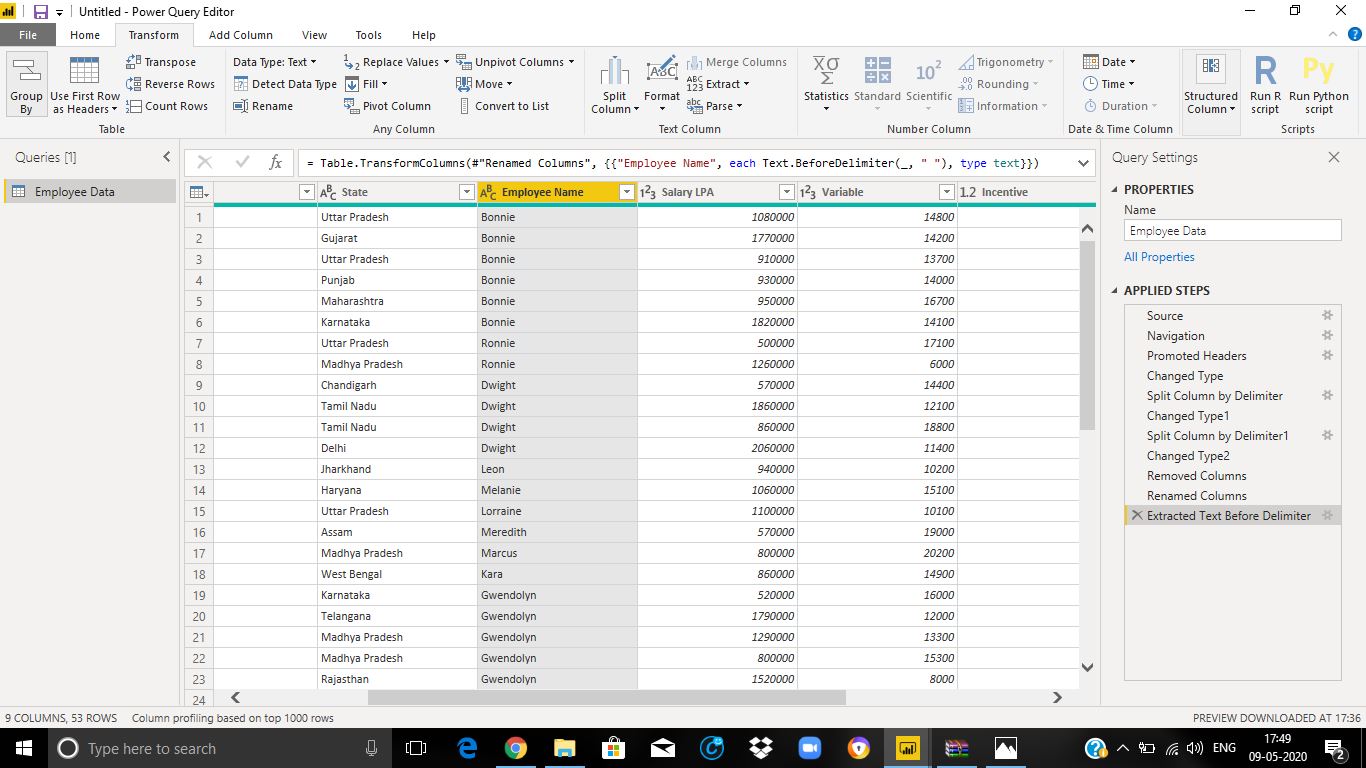 Untitled - Power Query Editor
File Home Transform Add Column View Tools Help
Group By
Use First Row as Headers
Transpose
Reverse Rows
Count Rows
Table
Data Type: Text
Detect Data Type
Rename
Replace Values
Fill
Pivot Column
Unpivot Columns
Move
Convert to List
Any Column
Split Column
Format
ABC
Merge Columns
ABC 123 Extract
abc Parse
Text Column
Χσ Statistics
Standard
10² Scientific
Trigonometry
.00 Rounding
Information
Number Column
Date
Time
Duration
Date & Time Column
Structured Column
R Run R script
Py Run Python script
Scripts
Queries [1]
Employee Data
fx = Table.TransformColumns(#"Renamed Columns", {{"Employee Name", each Text.BeforeDelimiter(_, " "), type text}})
ABC State ABC Employee Name 123 Salary LPA 123 Variable 1.2 Incentive
1 Uttar Pradesh Bonnie 1080000 14800
2 Gujarat Bonnie 1770000 14200
3 Uttar Pradesh Bonnie 910000 13700
4 Punjab Bonnie 930000 14000
5 Maharashtra Bonnie 950000 16700
6 Karnataka Bonnie 1820000 14100
7 Uttar Pradesh Ronnie 500000 17100
8 Madhya Pradesh Ronnie 1260000 6000
9 Chandigarh Dwight 570000 14400
10 Tamil Nadu Dwight 1860000 12100
11 Tamil Nadu Dwight 860000 18800
12 Delhi Dwight 2060000 11400
13 Jharkhand Leon 940000 10200
14 Haryana Melanie 1060000 15100
15 Uttar Pradesh Lorraine 1100000 10100
16 Assam Meredith 570000 19000
17 Madhya Pradesh Marcus 800000 20200
18 West Bengal Kara 860000 14900
19 Karnataka Gwendolyn 520000 16000
20 Telangana Gwendolyn 1790000 12000
21 Madhya Pradesh Gwendolyn 1290000 13300
22 Madhya Pradesh Gwendolyn 800000 15300
23 Rajasthan Gwendolyn 1520000 8000
24
Query Settings
PROPERTIES
Name
Employee Data
All Properties
APPLIED STEPS
Source
Navigation
Promoted Headers
Changed Type
Split Column by Delimiter
Changed Type1
Split Column by Delimiter1
Changed Type2
Removed Columns
Renamed Columns
Extracted Text Before Delimiter
9 COLUMNS, 53 ROWS Column profiling based on top 1000 rows PREVIEW DOWNLOADED AT 17:36
Type here to search
ENG
17:49
09-05-2020
2